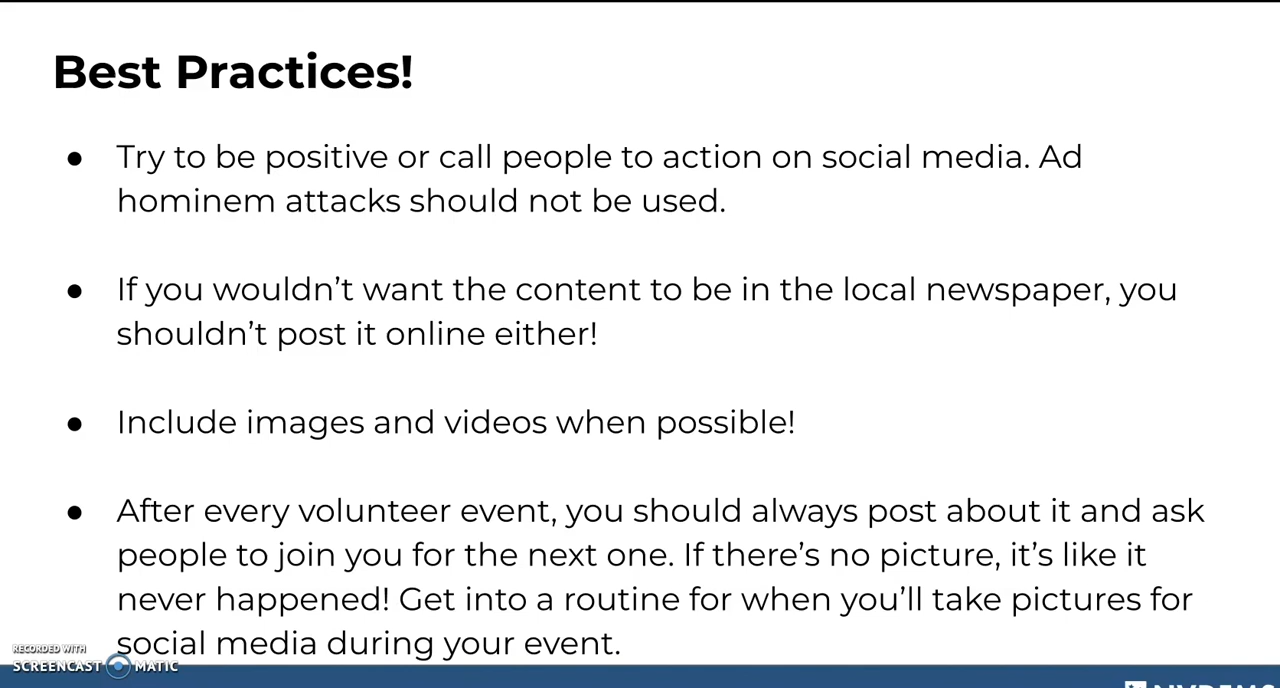 Best Practices!
● Try to be positive or call people to action on social media. Ad
hominem attacks should not be used.
● If you wouldn’t want the content to be in the local newspaper, you
shouldn’t post it online either!
● Include images and videos when possible!
● After every volunteer event, you should always post about it and ask
people to join you for the next one. If there’s no picture, it’s like it
never happened! Get into a routine for when you’ll take pictures for
social media during your event.
RECORDED WITH
SCREENCAST MATIC